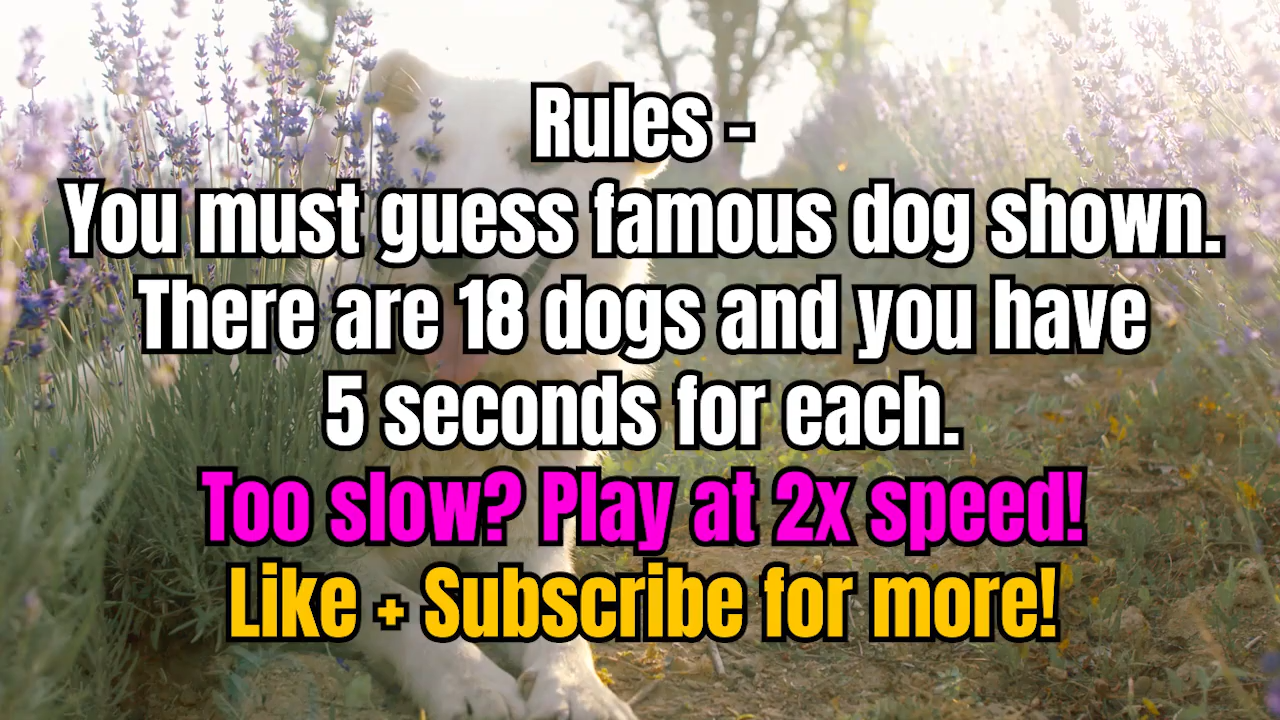 Rules -
You must guess famous dog shown.
There are 18 dogs and you have
5 seconds for each.
Too slow? Play at 2x speed!
Like + Subscribe for more!